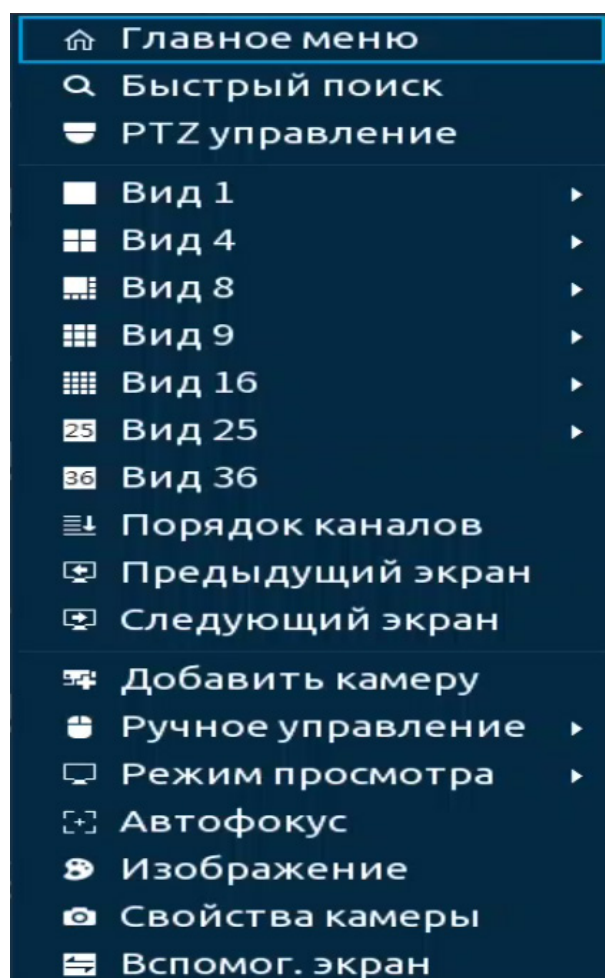 Главное меню
Быстрый поиск
PTZ управление
Вид 1
Вид 4
Вид 8
Вид 9
Вид 16
25 Вид 25
36 Вид 36
Порядок каналов
Предыдущий экран
Следующий экран
Добавить камеру
Ручное управление
Режим просмотра
Автофокус
Изображение
Свойства камеры
Вспомог. экран